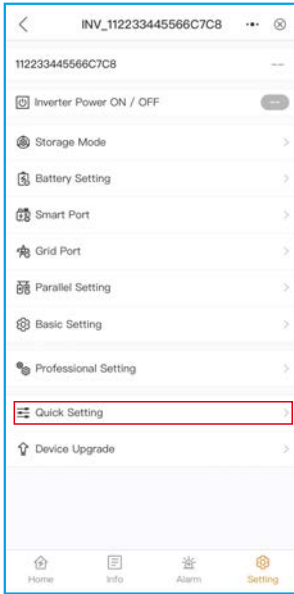 INV_112233445566C7C8
112233445566C7C8 --
Inverter Power ON / OFF --
Storage Mode
Battery Setting
Smart Port
Grid Port
Parallel Setting
Basic Setting
Professional Setting
Quick Setting
Device Upgrade
Home Info Alarm Setting